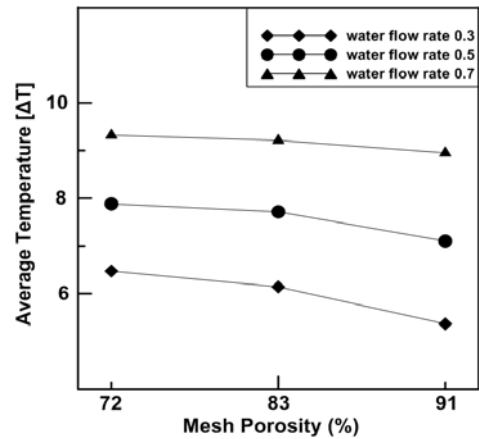 water flow rate 0.3
water flow rate 0.5
water flow rate 0.7
Average Temperature [ΔT]
10
8
6
72 83 91
Mesh Porosity (%)